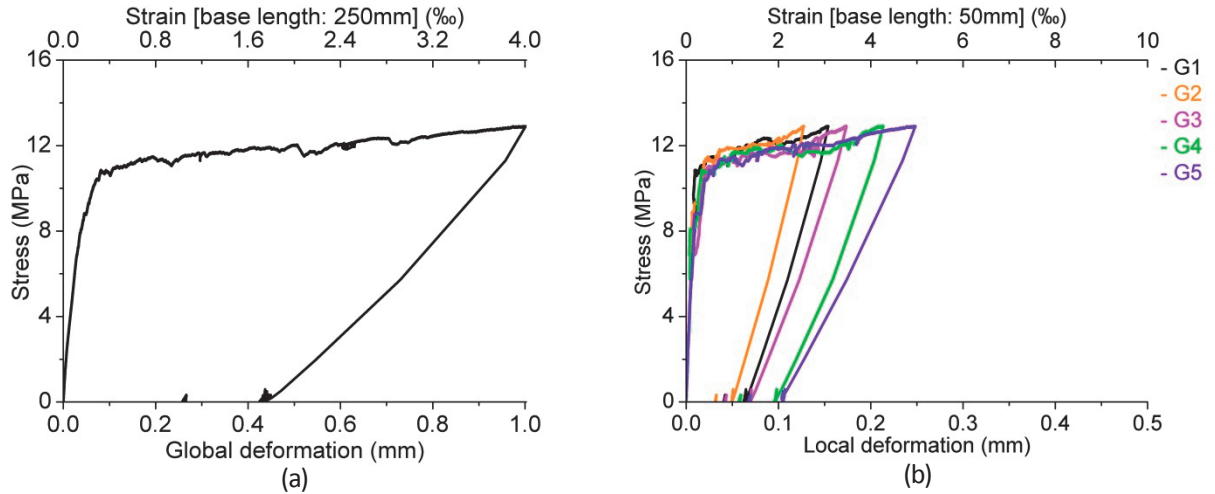 Strain [base length: 250mm] (‰)
0.0 0.8 1.6 2.4 3.2 4.0
16
12
8
4
0
Stress (MPa)
0.0 0.2 0.4 0.6 0.8 1.0
Global deformation (mm)
(a)
Strain [base length: 50mm] (‰)
0 2 4 6 8 10
16
12
8
4
0
Stress (MPa)
0.0 0.1 0.2 0.3 0.4 0.5
Local deformation (mm)
(b)
- G1
- G2
- G3
- G4
- G5